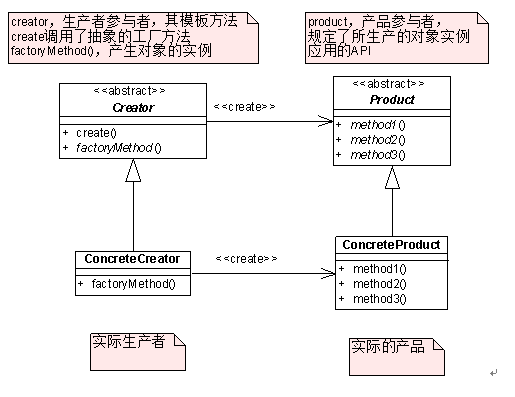 creator，生产者参与者，其模板方法
create调用了抽象的工厂方法
factoryMethod()，产生对象的实例
product，产品参与者，
规定了所生产的对象实例
应用的API
<<abstract>>
Creator
+ create()
+ factoryMethod()
<<create>>
<<abstract>>
Product
+ method1()
+ method2()
+ method3()
ConcreteCreator
+ factoryMethod()
<<create>>
ConcreteProduct
+ method1()
+ method2()
+ method3()
实际生产者
实际的产品